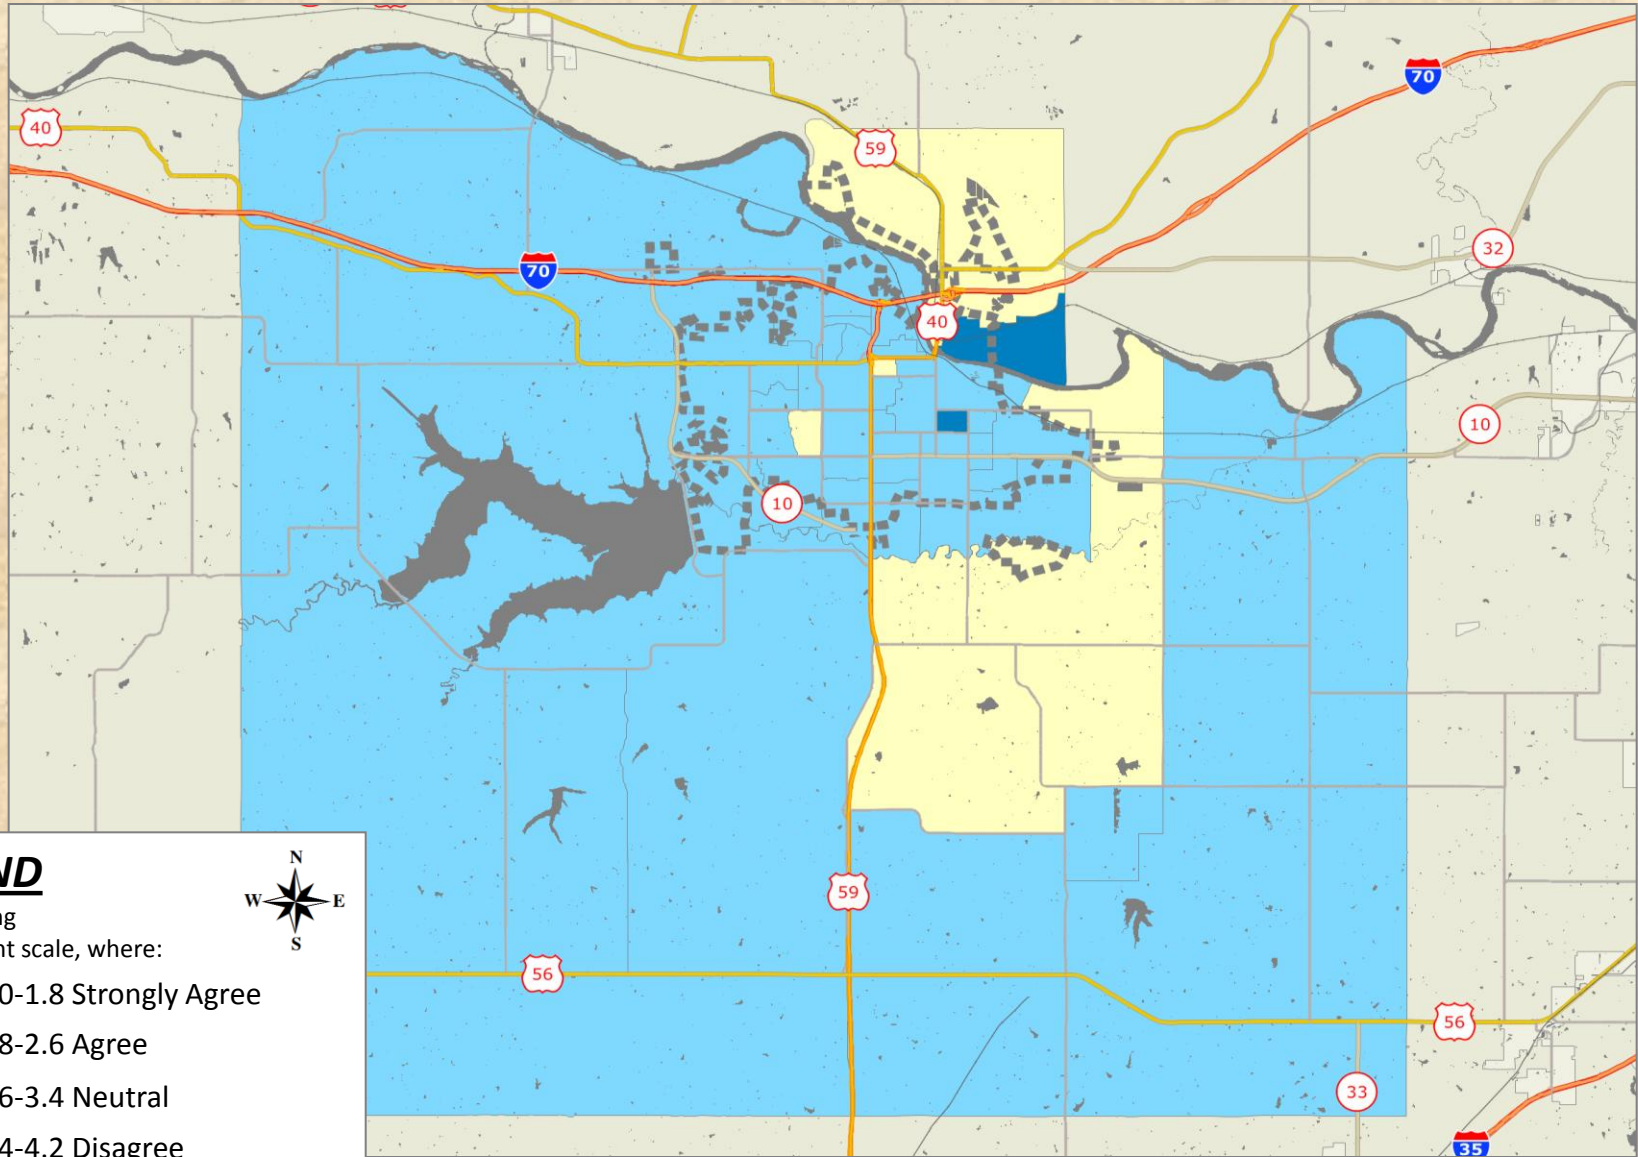 70
40
59
32
70
40
10
10
59
56
56
33
35
ND
N
W E
S
ng
nt scale, where:
0-1.8 Strongly Agree
8-2.6 Agree
6-3.4 Neutral
4-4.2 Disagree